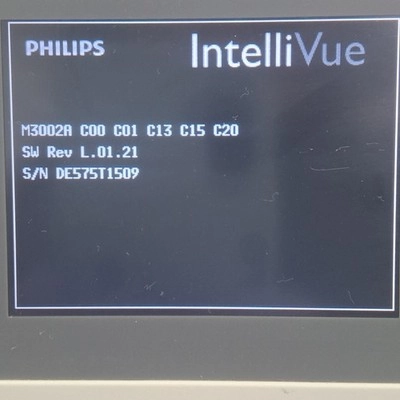 PHILIPS IntelliVue
M3002A C00 C01 C13 C15 C20
SW Rev L.01.21
S/N DE575T1509